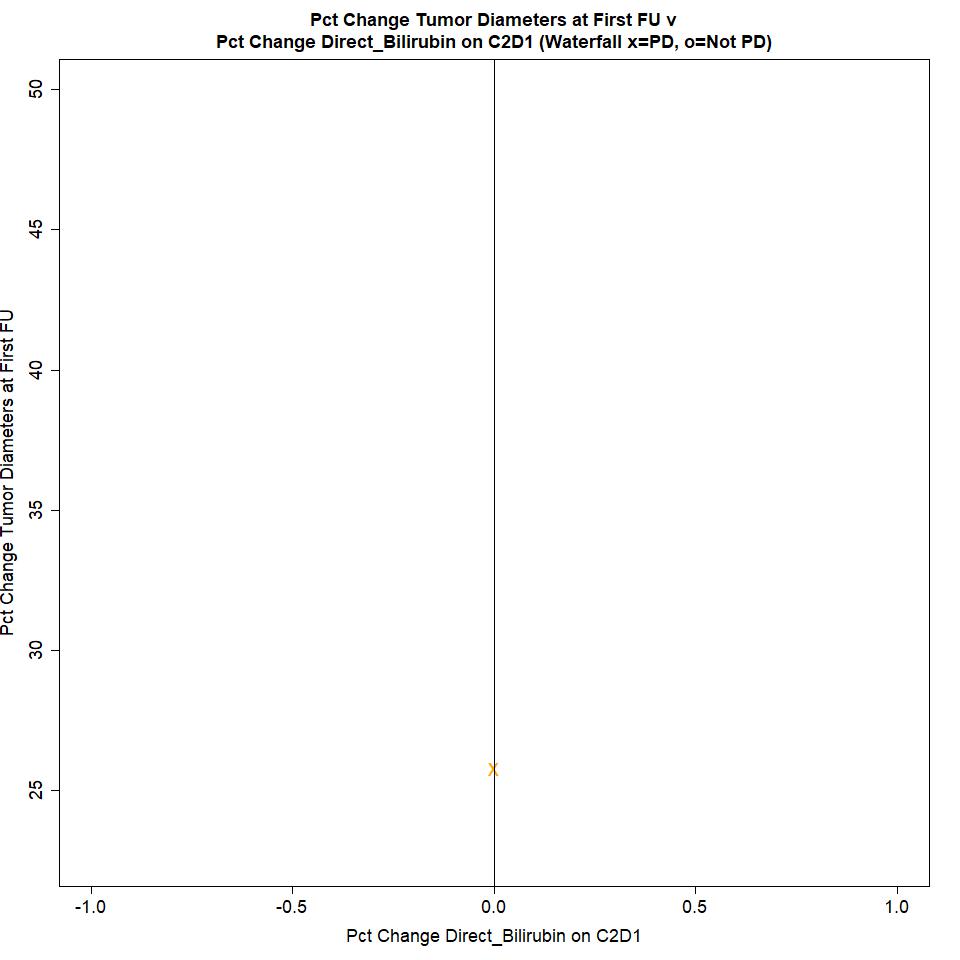 Pct Change Tumor Diameters at First FU v
Pct Change Direct_Bilirubin on C2D1 (Waterfall x=PD, o=Not PD)
Pct Change Tumor Diameters at First FU
50
45
40
35
30
25
X
-1.0
-0.5
0.0
0.5
1.0
Pct Change Direct_Bilirubin on C2D1